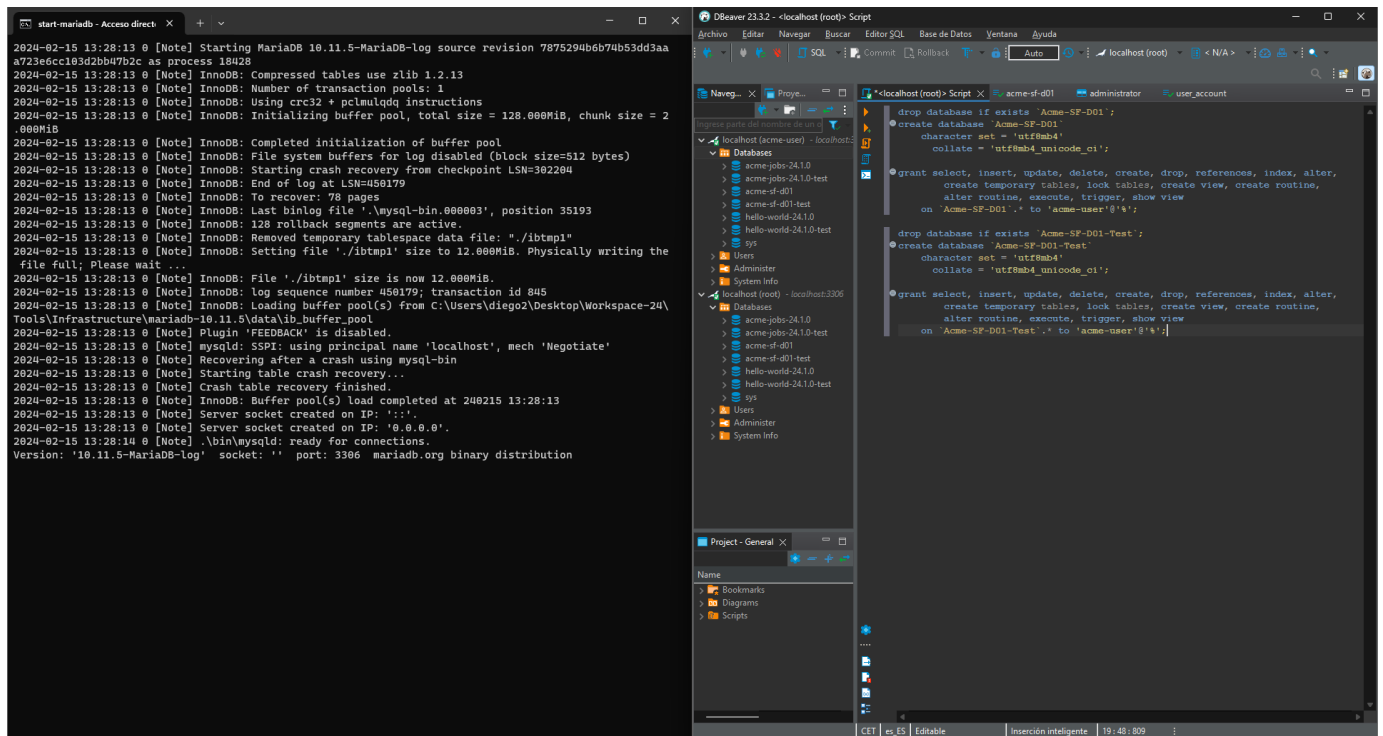 start-mariadb - Acceso direct
2024-02-15 13:28:13 0 [Note] Starting MariaDB 10.11.5-MariaDB-log source revision 7875294b6b74b53dd3aa
a723e6cc103d2bb47b2c as process 18428
2024-02-15 13:28:13 0 [Note] InnoDB: Compressed tables use zlib 1.2.13
2024-02-15 13:28:13 0 [Note] InnoDB: Number of transaction pools: 1
2024-02-15 13:28:13 0 [Note] InnoDB: Using crc32 + pclmulqdq instructions
2024-02-15 13:28:13 0 [Note] InnoDB: Initializing buffer pool, total size = 128.000MiB, chunk size = 2
.000MiB
2024-02-15 13:28:13 0 [Note] InnoDB: Completed initialization of buffer pool
2024-02-15 13:28:13 0 [Note] InnoDB: File system buffers for log disabled (block size=512 bytes)
2024-02-15 13:28:13 0 [Note] InnoDB: Starting crash recovery from checkpoint LSN=302204
2024-02-15 13:28:13 0 [Note] InnoDB: End of log at LSN=450179
2024-02-15 13:28:13 0 [Note] InnoDB: To recover: 78 pages
2024-02-15 13:28:13 0 [Note] InnoDB: Last binlog file '.\mysql-bin.000003', position 35193
2024-02-15 13:28:13 0 [Note] InnoDB: 128 rollback segments are active.
2024-02-15 13:28:13 0 [Note] InnoDB: Removed temporary tablespace data file: "./ibtmp1"
2024-02-15 13:28:13 0 [Note] InnoDB: Setting file './ibtmp1' size to 12.000MiB. Physically writing the
file full; Please wait ...
2024-02-15 13:28:13 0 [Note] InnoDB: File './ibtmp1' size is now 12.000MiB.
2024-02-15 13:28:13 0 [Note] InnoDB: log sequence number 450179; transaction id 845
2024-02-15 13:28:13 0 [Note] InnoDB: Loading buffer pool(s) from C:\Users\diego2\Desktop\Workspace-24\
Tools\Infrastructure\mariadb-10.11.5\data\ib_buffer_pool
2024-02-15 13:28:13 0 [Note] Plugin 'FEEDBACK' is disabled.
2024-02-15 13:28:13 0 [Note] mysqld: SSPI: using principal name 'localhost', mech 'Negotiate'
2024-02-15 13:28:13 0 [Note] Recovering after a crash using mysql-bin
2024-02-15 13:28:13 0 [Note] Starting table crash recovery...
2024-02-15 13:28:13 0 [Note] Crash table recovery finished.
2024-02-15 13:28:13 0 [Note] InnoDB: Buffer pool(s) load completed at 240215 13:28:13
2024-02-15 13:28:13 0 [Note] Server socket created on IP: '::'.
2024-02-15 13:28:13 0 [Note] Server socket created on IP: '0.0.0.0'.
2024-02-15 13:28:14 0 [Note] .\bin\mysqld: ready for connections.
Version: '10.11.5-MariaDB-log'  socket: ''  port: 3306  mariadb.org binary distribution
DBeaver 23.3.2 - <localhost (root)> Script
Archivo Editar Navegar Buscar Editor SQL Base de Datos Ventana Ayuda
SQL Commit Rollback Auto localhost (root) < N/A >
Naveg... Proye...
ingrese parte del nombre de un o
localhost (acme-user) - localhost:3
Databases
acme-jobs-24.1.0
acme-jobs-24.1.0-test
acme-sf-d01
acme-sf-d01-test
hello-world-24.1.0
hello-world-24.1.0-test
sys
Users
Administer
System Info
localhost (root) - localhost:3306
Databases
acme-jobs-24.1.0
acme-jobs-24.1.0-test
acme-sf-d01
acme-sf-d01-test
hello-world-24.1.0
hello-world-24.1.0-test
sys
Users
Administer
System Info
Project - General
Name
Bookmarks
Diagrams
Scripts
*<localhost (root)> Script acme-sf-d01 administrator user_account
drop database if exists `Acme-SF-D01`;
create database `Acme-SF-D01`
character set = 'utf8mb4'
collate = 'utf8mb4_unicode_ci';
grant select, insert, update, delete, create, drop, references, index, alter,
create temporary tables, lock tables, create view, create routine,
alter routine, execute, trigger, show view
on `Acme-SF-D01`.* to 'acme-user'@'%';
drop database if exists `Acme-SF-D01-Test`;
create database `Acme-SF-D01-Test`
character set = 'utf8mb4'
collate = 'utf8mb4_unicode_ci';
grant select, insert, update, delete, create, drop, references, index, alter,
create temporary tables, lock tables, create view, create routine,
alter routine, execute, trigger, show view
on `Acme-SF-D01-Test`.* to 'acme-user'@'%';
CET es_ES Editable Inserción inteligente 19 : 48 : 809